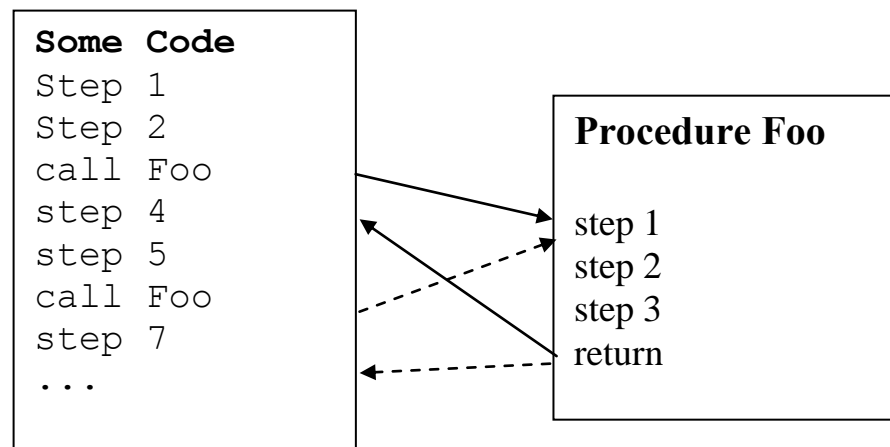 Some Code
Step 1
Step 2
call Foo
step 4
step 5
call Foo
step 7
...
Procedure Foo
step 1
step 2
step 3
return